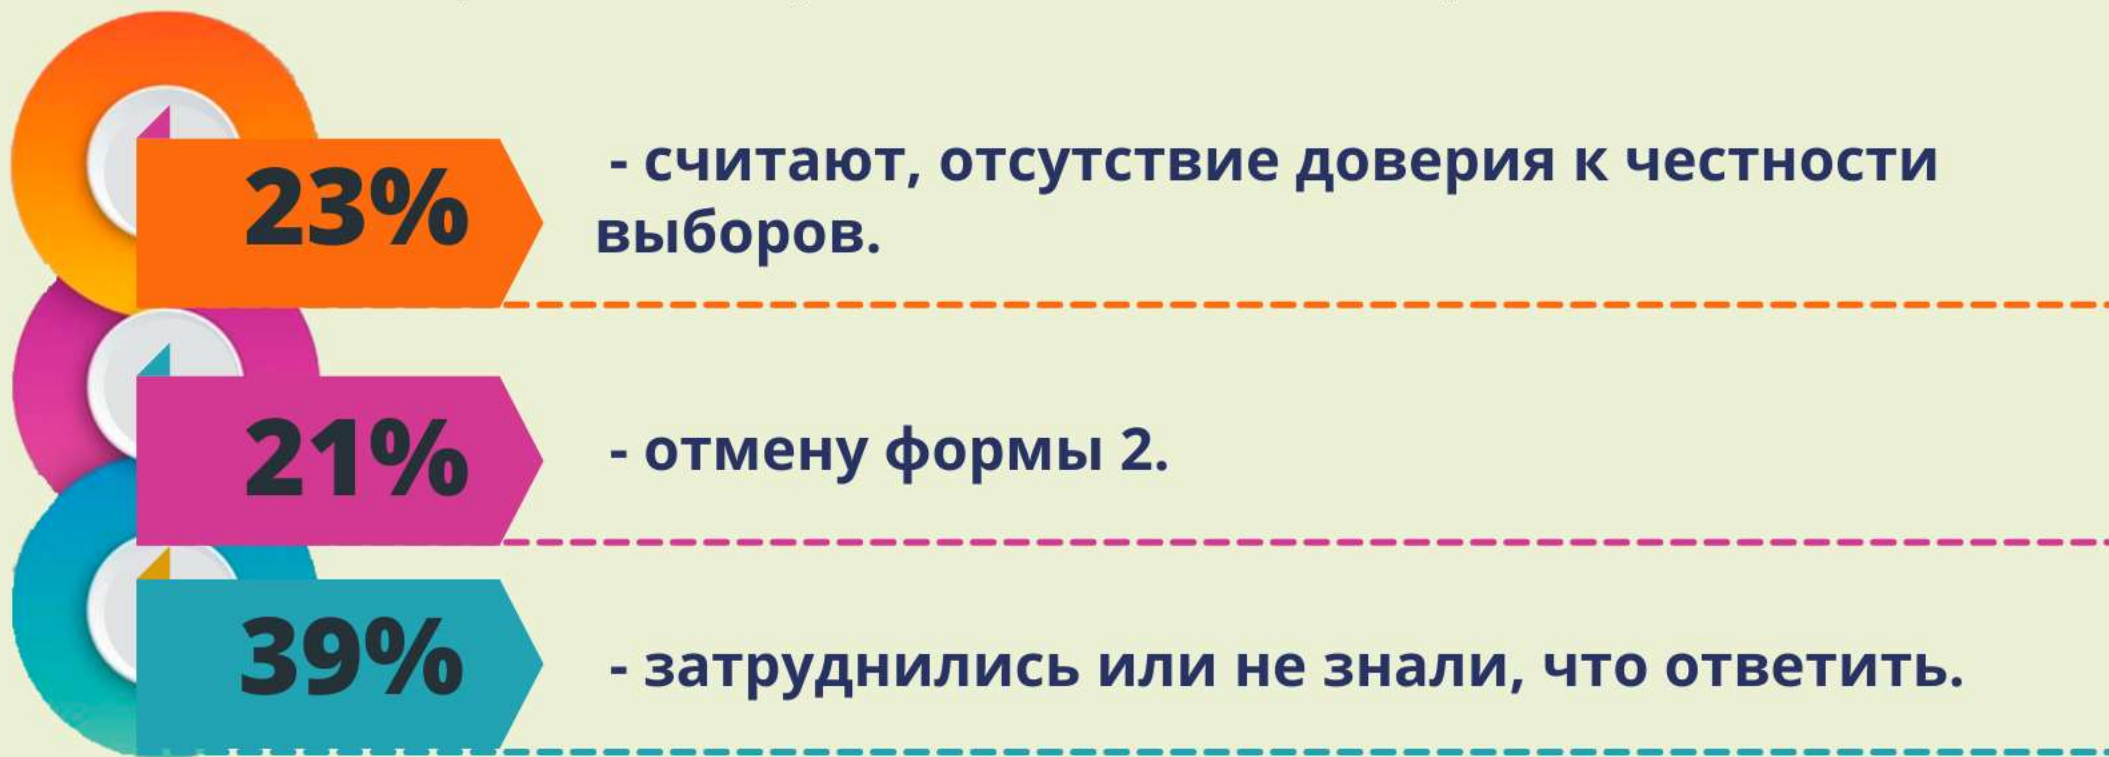 23%
- считают, отсутствие доверия к честности
выборов.
21%
- отмену формы 2.
39%
- затруднились или не знали, что ответить.